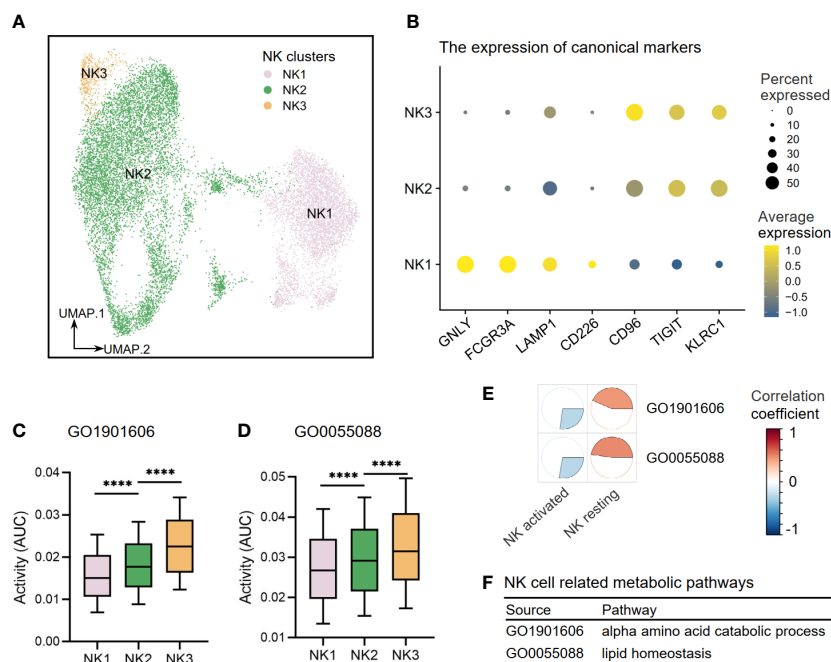 A
NK clusters
NK1
NK2
NK3
NK3
NK2
NK1
UMAP.1
UMAP.2
B
The expression of canonical markers
NK3
NK2
NK1
GNLY
FCGR3A
LAMP1
CD226
CD96
TIGIT
KLRC1
Percent
expressed
0
10
20
30
40
50
Average
expression
1.0
0.5
0.0
-0.5
-1.0
C
GO1901606
Activity (AUC)
0.04
0.03
0.02
0.01
0.00
****
****
NK1 NK2 NK3
D
GO0055088
Activity (AUC)
0.05
0.04
0.03
0.02
0.01
****
****
NK1 NK2 NK3
E
GO1901606
GO0055088
NK activated
NK resting
Correlation
coefficient
1
0.5
0
-0.5
-1
F NK cell related metabolic pathways
Source Pathway
GO1901606 alpha amino acid catabolic process
GO0055088 lipid homeostasis